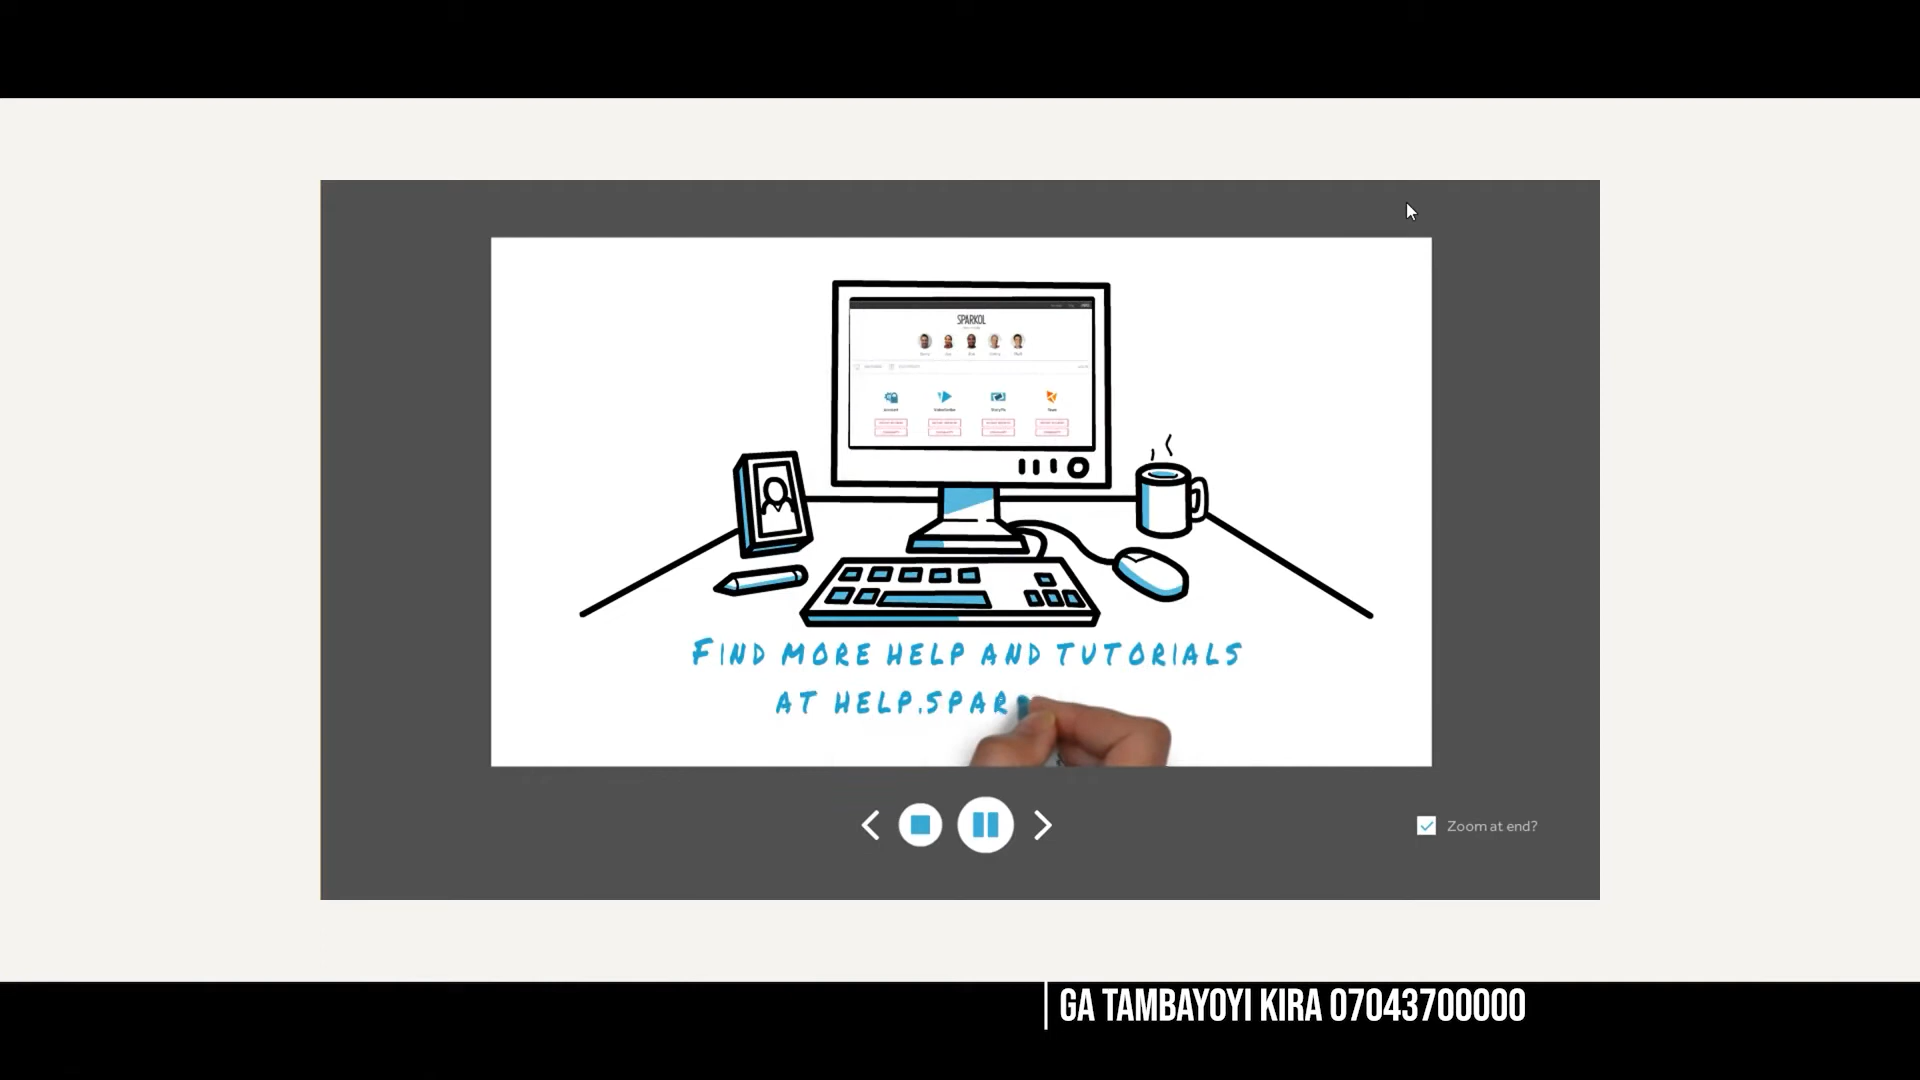 SPARKOL
FIND MORE HELP AND TUTORIALS
AT HELP.SPAR
Zoom at end?
GA TAMBAYOYI KIRA 07043700000